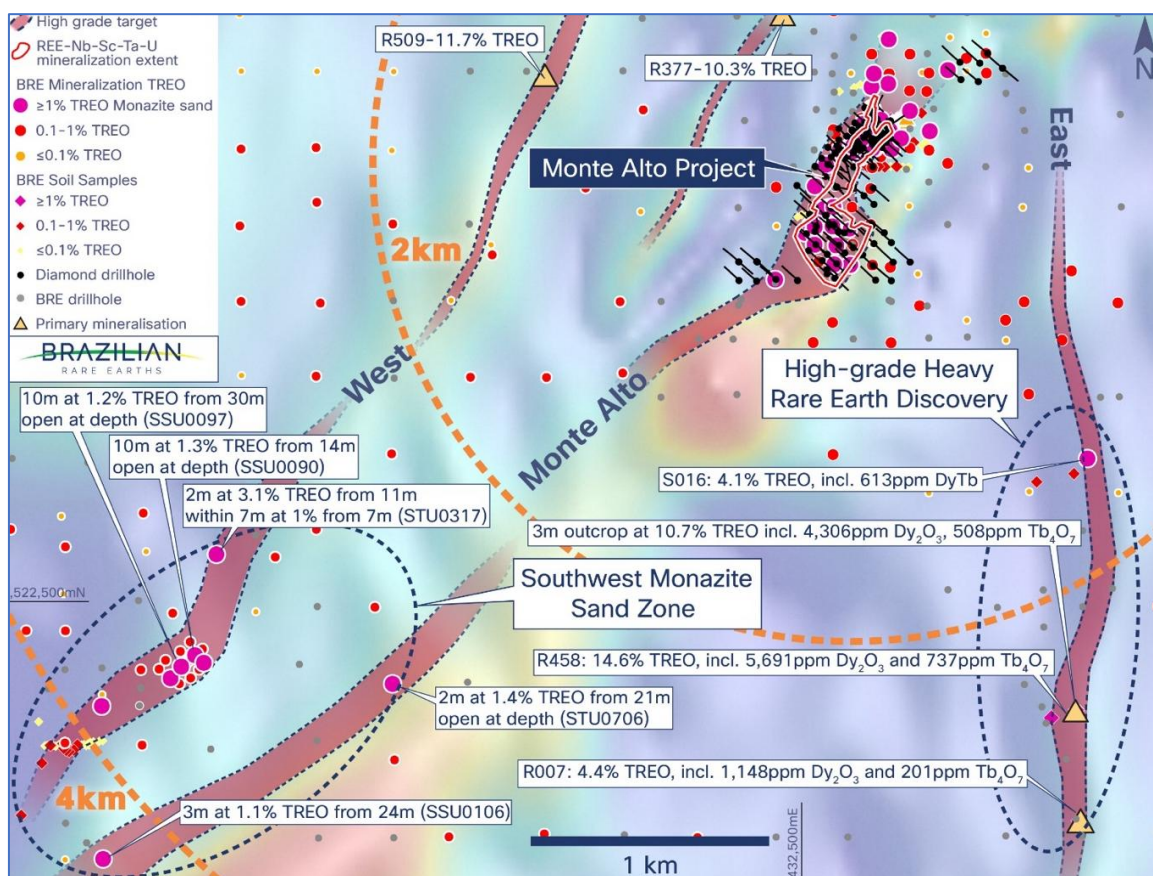 High grade target
REE-Nb-Sc-Ta-U
mineralization extent
BRE Mineralization TREO
≥1% TREO Monazite sand
0.1-1% TREO
≤0.1% TREO
BRE Soil Samples
≥1% TREO
0.1-1% TREO
≤0.1% TREO
Diamond drillhole
BRE drillhole
Primary mineralisation
BRAZILIAN
RARE EARTHS
R509-11.7% TREO
R377-10.3% TREO
N
East
Monte Alto Project
2km
West
Monte Alto
High-grade Heavy
Rare Earth Discovery
10m at 1.2% TREO from 30m
open at depth (SSU0097)
10m at 1.3% TREO from 14m
open at depth (SSU0090)
2m at 3.1% TREO from 11m
within 7m at 1% from 7m (STU0317)
S016: 4.1% TREO, incl. 613ppm DyTb
3m outcrop at 10.7% TREO incl. 4,306ppm Dy₂O₃, 508ppm Tb₄O₇
Southwest Monazite
Sand Zone
,522,500mN
R458: 14.6% TREO, incl. 5,691ppm Dy₂O₃ and 737ppm Tb₄O₇
2m at 1.4% TREO from 21m
open at depth (STU0706)
R007: 4.4% TREO, incl. 1,148ppm Dy₂O₃ and 201ppm Tb₄O₇
4km
3m at 1.1% TREO from 24m (SSU0106)
1 km
432,500mE